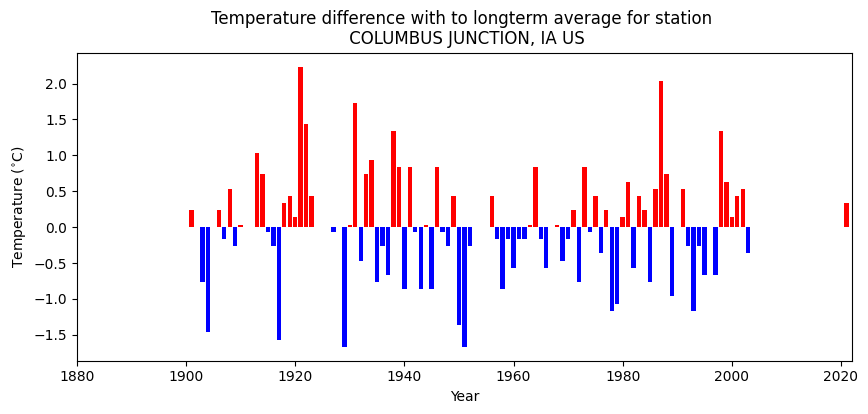 Temperature difference with to longterm average for station
COLUMBUS JUNCTION, IA US
Temperature (°C)
2.0
1.5
1.0
0.5
0.0
−0.5
−1.0
−1.5
1880 1900 1920 1940 1960 1980 2000 2020
Year